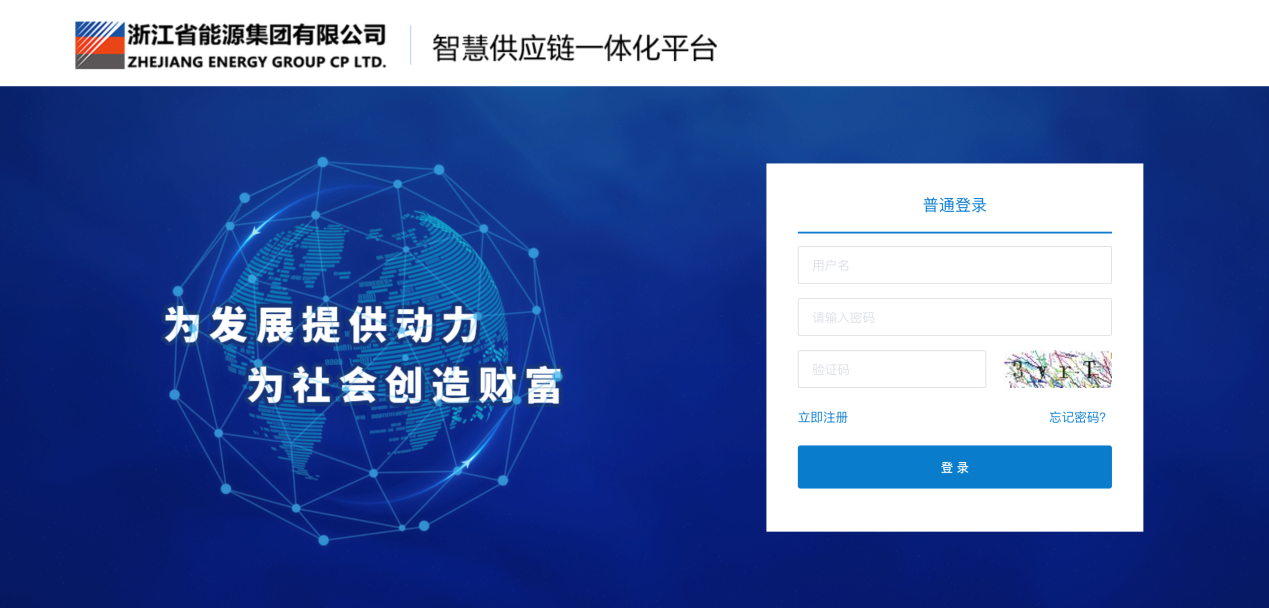 浙江省能源集团有限公司
ZHEJIANG ENERGY GROUP CP LTD.
智慧供应链一体化平台
为发展提供动力
为社会创造财富
普通登录
用户名
请输入密码
验证码
立即注册
忘记密码?
登 录